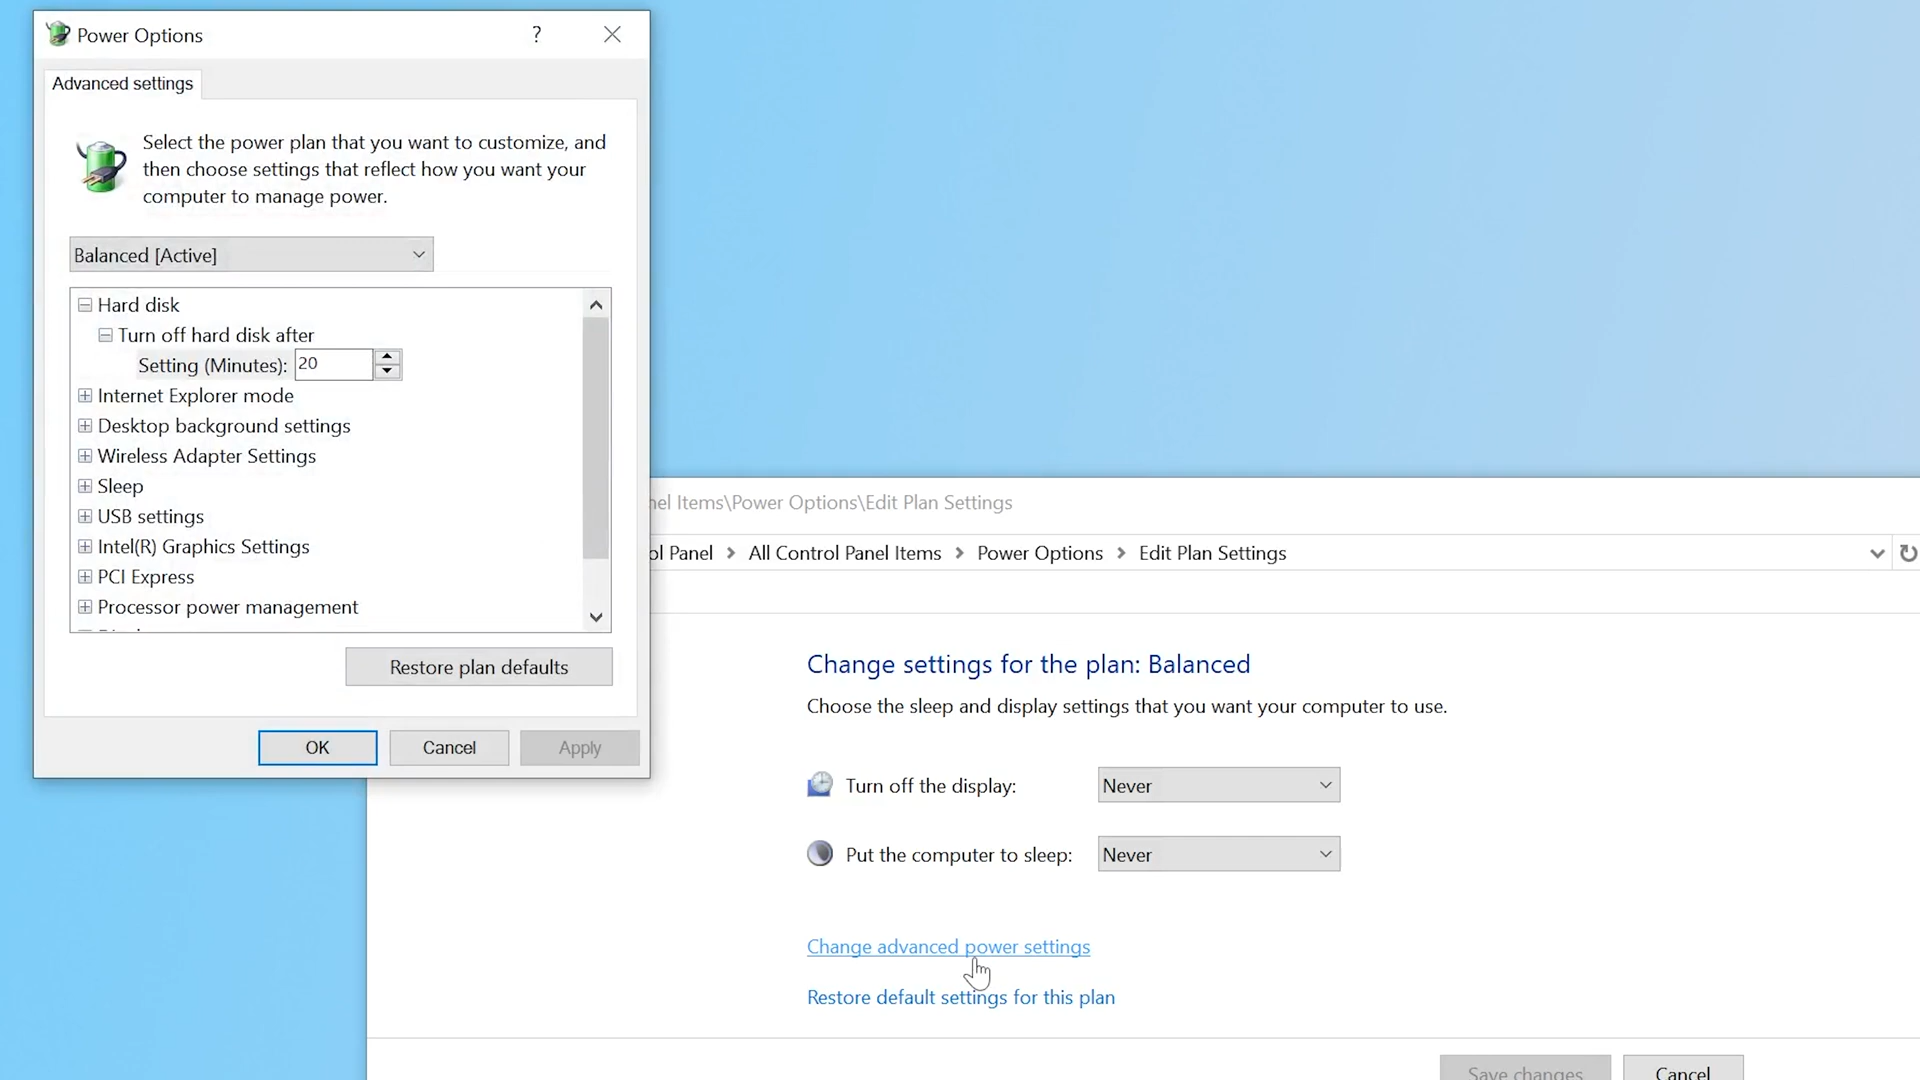 Power Options
?
Advanced settings
Select the power plan that you want to customize, and
then choose settings that reflect how you want your
computer to manage power.
Balanced [Active]
Hard disk
Turn off hard disk after
Setting (Minutes): 20
Internet Explorer mode
Desktop background settings
Wireless Adapter Settings
Sleep
USB settings
Intel(R) Graphics Settings
PCI Express
Processor power management
Restore plan defaults
OK Cancel Apply
Items\Power Options\Edit Plan Settings
Panel > All Control Panel Items > Power Options > Edit Plan Settings
Change settings for the plan: Balanced
Choose the sleep and display settings that you want your computer to use.
Turn off the display: Never
Put the computer to sleep: Never
Change advanced power settings
Restore default settings for this plan
Save changes Cancel